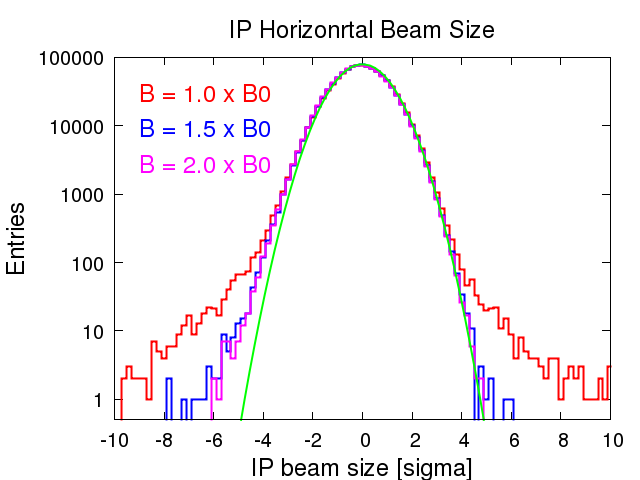 IP Horizonrtal Beam Size
100000
10000
1000
100
10
1
Entries
B = 1.0 x B0
B = 1.5 x B0
B = 2.0 x B0
-10 -8 -6 -4 -2 0 2 4 6 8 10
IP beam size [sigma]